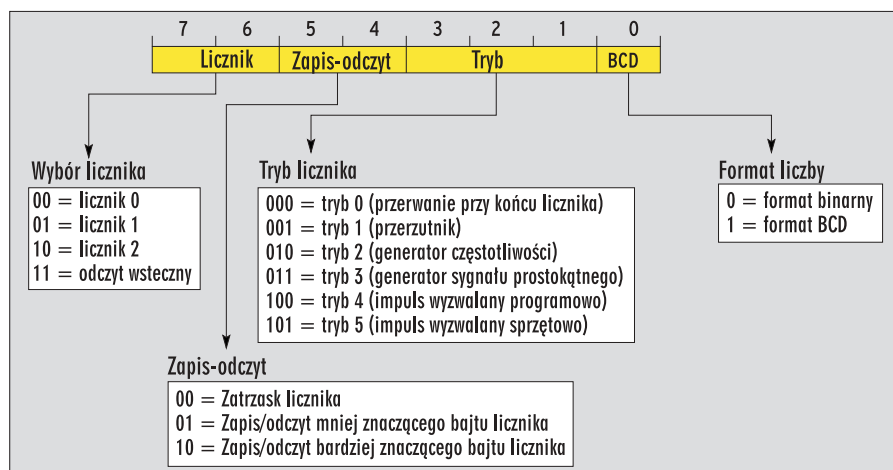 7 6 5 4 3 2 1 0
Licznik Zapis-odczyt Tryb BCD
Wybór licznika
00 = licznik 0
01 = licznik 1
10 = licznik 2
11 = odczyt wsteczny
Tryb licznika
000 = tryb 0 (przerwanie przy końcu licznika)
001 = tryb 1 (przerzutnik)
010 = tryb 2 (generator częstotliwości)
011 = tryb 3 (generator sygnału prostokątnego)
100 = tryb 4 (impuls wyzwalany programowo)
101 = tryb 5 (impuls wyzwalany sprzętowo)
Format liczby
0 = format binarny
1 = format BCD
Zapis-odczyt
00 = Zatrzask licznika
01 = Zapis/odczyt mniej znaczącego bajtu licznika
10 = Zapis/odczyt bardziej znaczącego bajtu licznika